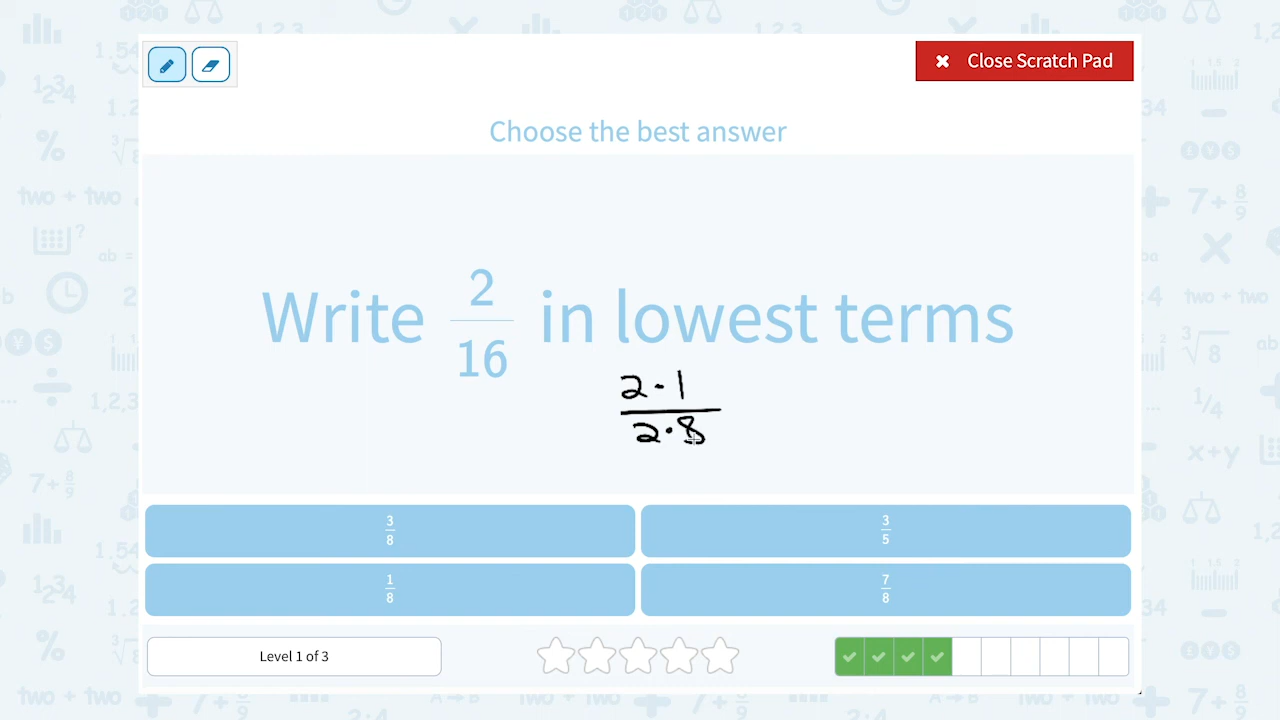 Close Scratch Pad
Choose the best answer
Write 2/16 in lowest terms
2·1
2·8
3/8
3/5
1/8
7/8
Level 1 of 3